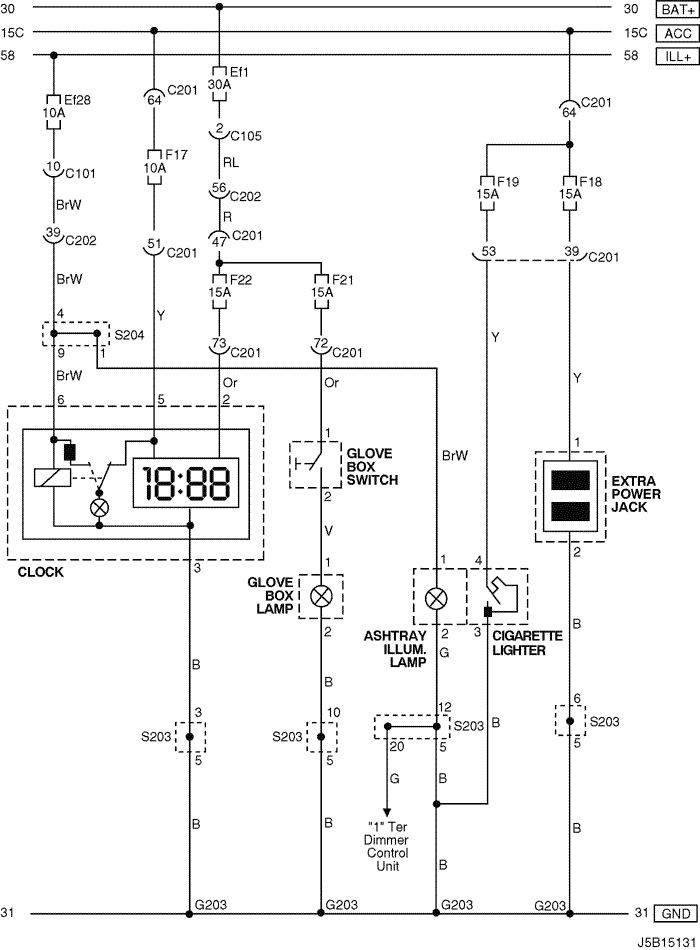 30 30 BAT+
15C 15C ACC
58 58 ILL+
Ef1
30A
C201
64
Ef28
10A
C201
64
2 C105
F17
10A
RL
10 C101
F19
15A
F18
15A
56 C202
BrW
R
39 C202
51 C201
47 C201
53 39 C201
BrW
F22
15A
F21
15A
4
Y
S204
9 1
Y
73 C201
72 C201
BrW
Or
Or
Y
6 5 2
1
1
GLOVE
BOX
SWITCH
BrW
18:88
EXTRA
POWER
JACK
2
V
2
CLOCK
3
1
1 4
GLOVE
BOX
LAMP
2
ASHTRAY
ILLUM.
LAMP
2
G
3
CIGARETTE
LIGHTER
B
B
B
3
S203
5
10
S203
5
12
S203
20 5
B
6
S203
5
G
B
B
B
"1" Ter
Dimmer
Control
Unit
B
B
31 G203 G203 G203 G203 31 GND
J5B15131